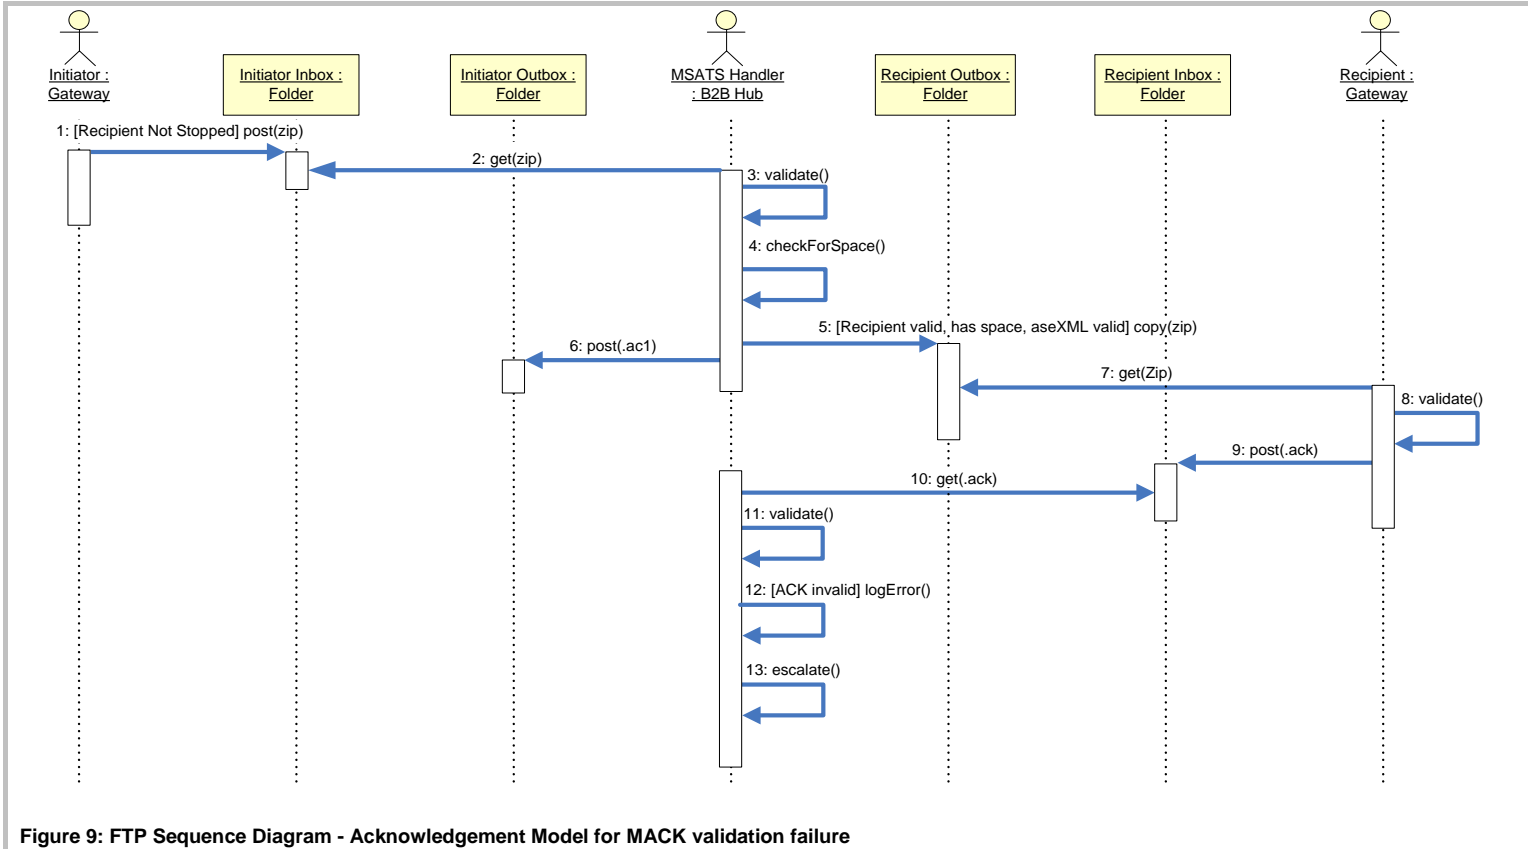 Initiator :
Gateway
Initiator Inbox :
Folder
Initiator Outbox :
Folder
MSATS Handler
: B2B Hub
Recipient Outbox :
Folder
Recipient Inbox :
Folder
Recipient :
Gateway
1: [Recipient Not Stopped] post(zip)
2: get(zip)
3: validate()
4: checkForSpace()
5: [Recipient valid, has space, aseXML valid] copy(zip)
6: post(.ac1)
7: get(Zip)
8: validate()
9: post(.ack)
10: get(.ack)
11: validate()
12: [ACK invalid] logError()
13: escalate()
Figure 9: FTP Sequence Diagram - Acknowledgement Model for MACK validation failure